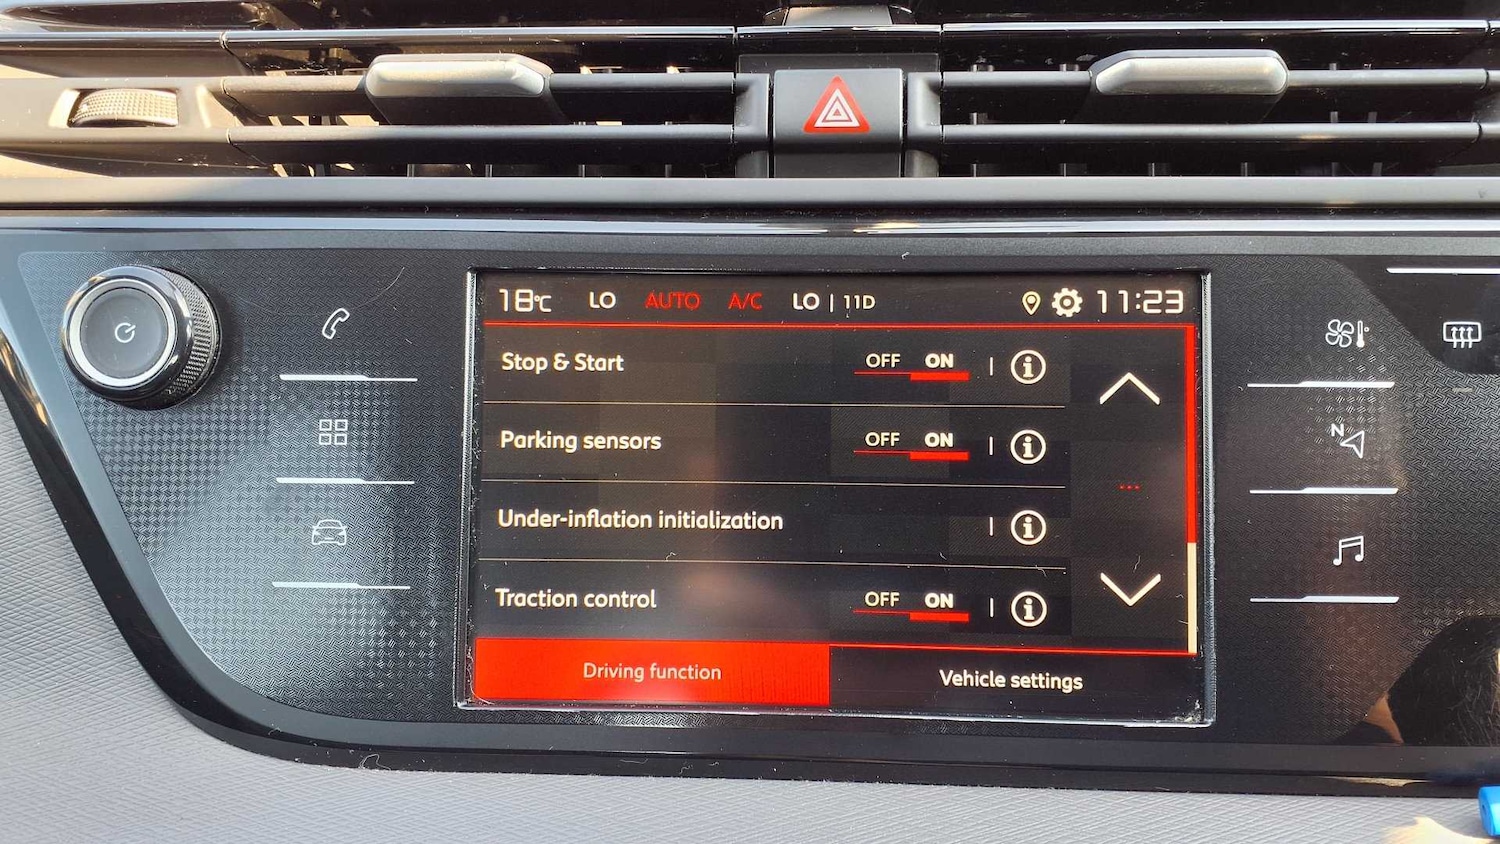 18°C LO AUTO A/C LO | 11D 11:23
Stop & Start OFF ON
Parking sensors OFF ON
Under-inflation initialization
Traction control OFF ON
Driving function Vehicle settings
N